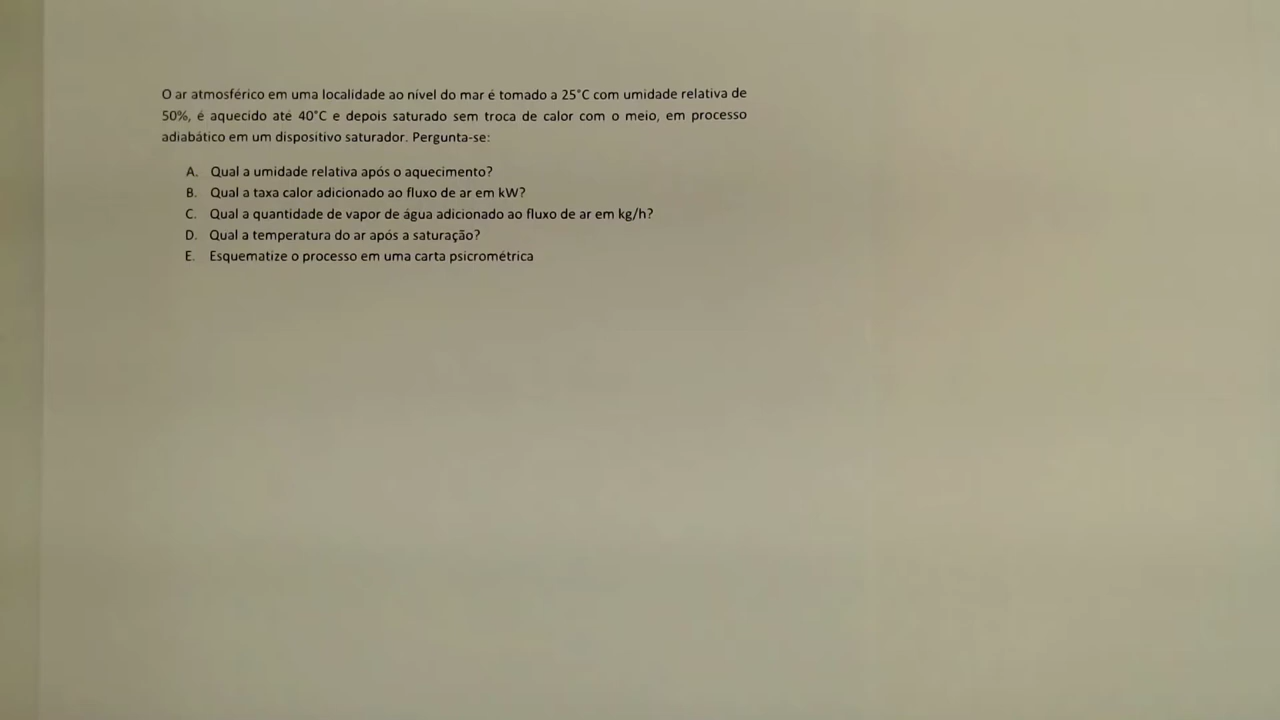 O ar atmosférico em uma localidade ao nível do mar é tomado a 25°C com umidade relativa de
50%, é aquecido até 40°C e depois saturado sem troca de calor com o meio, em processo
adiabático em um dispositivo saturador. Pergunta-se:
A. Qual a umidade relativa após o aquecimento?
B. Qual a taxa calor adicionado ao fluxo de ar em kW?
C. Qual a quantidade de vapor de água adicionado ao fluxo de ar em kg/h?
D. Qual a temperatura do ar após a saturação?
E. Esquematize o processo em uma carta psicrométrica